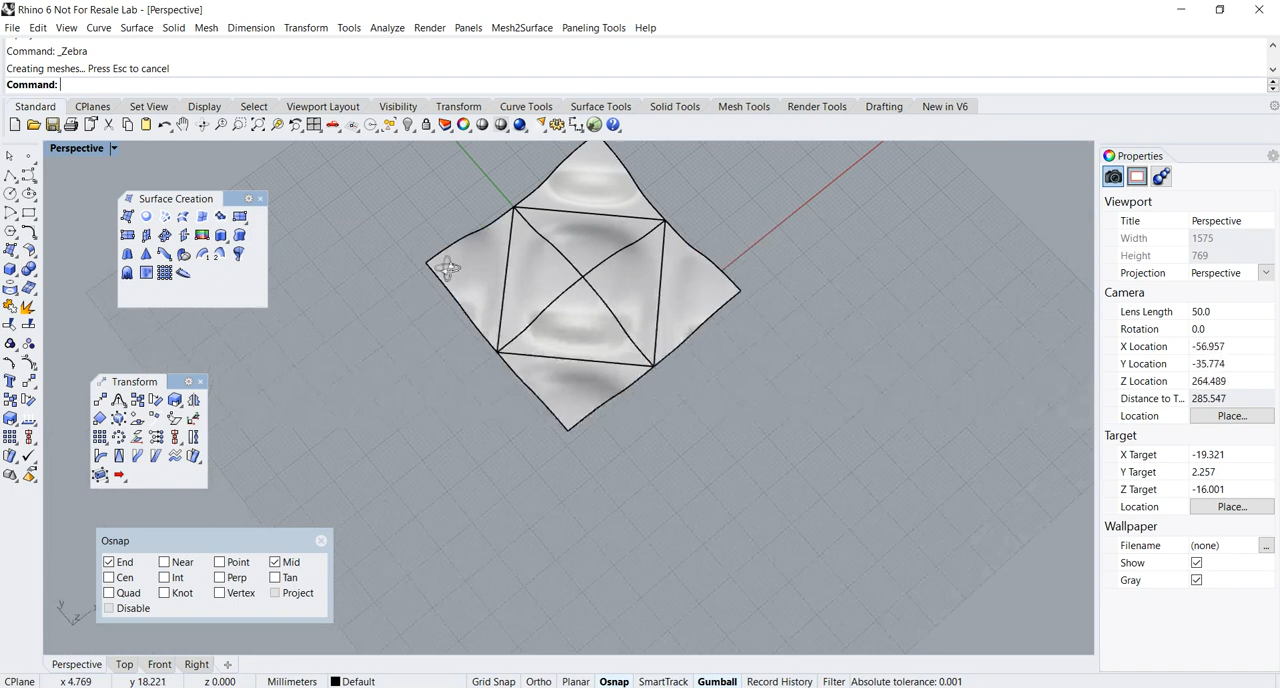 Rhino 6 Not For Resale Lab - [Perspective]
File Edit View Curve Surface Solid Mesh Dimension Transform Tools Analyze Render Panels Mesh2Surface Paneling Tools Help
Command: _Zebra
Creating meshes... Press Esc to cancel
Command:
Standard CPlanes Set View Display Select Viewport Layout Visibility Transform Curve Tools Surface Tools Solid Tools Mesh Tools Render Tools Drafting New in V6
Perspective
Surface Creation
Transform
Osnap
End Near Point Mid
Cen Int Perp Tan
Quad Knot Vertex Project
Disable
y
z
x
Properties
Viewport
Title Perspective
Width 1575
Height 769
Projection Perspective
Camera
Lens Length 50.0
Rotation 0.0
X Location -56.957
Y Location -35.774
Z Location 264.489
Distance to T... 285.547
Location Place...
Target
X Target -19.321
Y Target 2.257
Z Target -16.001
Location Place...
Wallpaper
Filename (none) ...
Show
Gray
Perspective Top Front Right
CPlane x 4.769 y 18.221 z 0.000 Millimeters Default Grid Snap Ortho Planar Osnap SmartTrack Gumball Record History Filter Absolute tolerance: 0.001